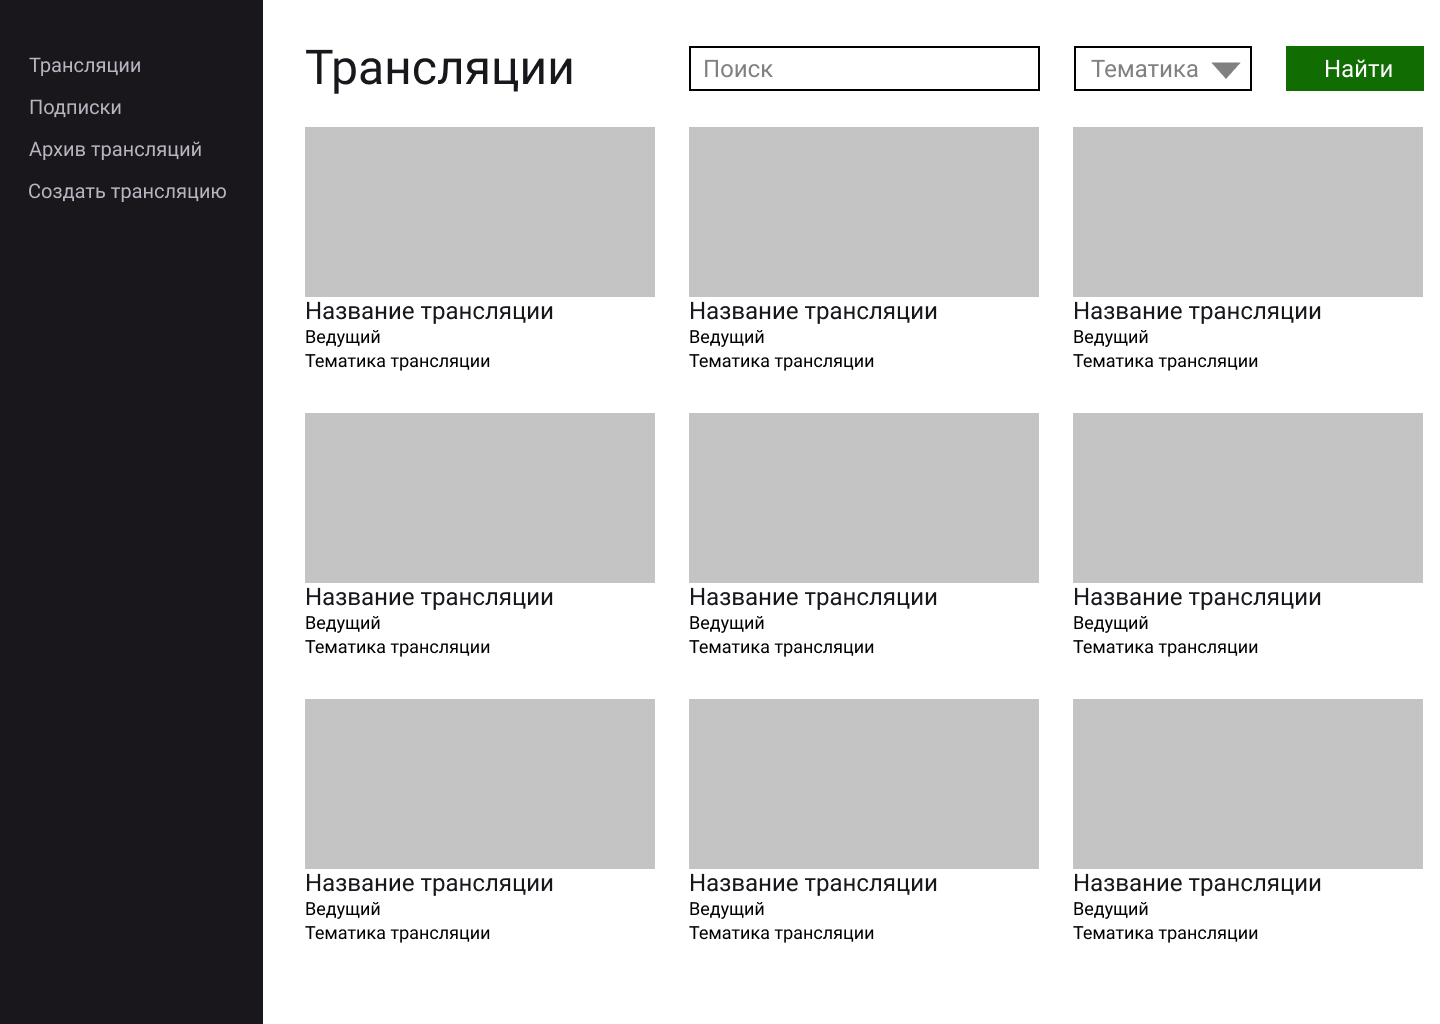 Трансляции
Подписки
Архив трансляций
Создать трансляцию
Трансляции
Поиск
Тематика
Найти
Название трансляции
Ведущий
Тематика трансляции
Название трансляции
Ведущий
Тематика трансляции
Название трансляции
Ведущий
Тематика трансляции
Название трансляции
Ведущий
Тематика трансляции
Название трансляции
Ведущий
Тематика трансляции
Название трансляции
Ведущий
Тематика трансляции
Название трансляции
Ведущий
Тематика трансляции
Название трансляции
Ведущий
Тематика трансляции
Название трансляции
Ведущий
Тематика трансляции